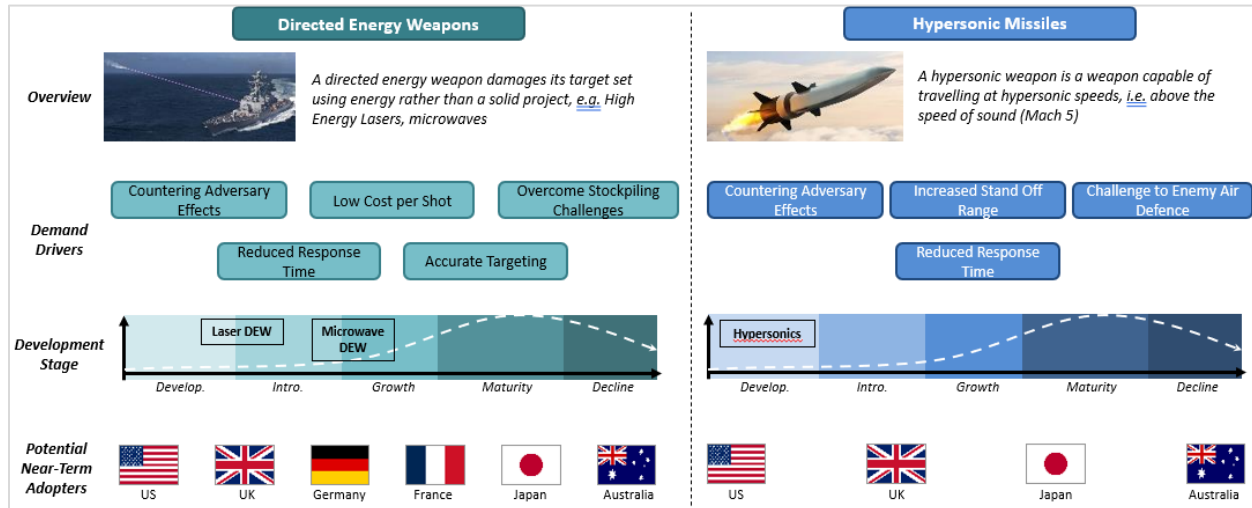 Directed Energy Weapons
Hypersonic Missiles
Overview
A directed energy weapon damages its target set
using energy rather than a solid project, e.g. High
Energy Lasers, microwaves
A hypersonic weapon is a weapon capable of
travelling at hypersonic speeds, i.e. above the
speed of sound (Mach 5)
Demand
Drivers
Countering Adversary
Effects
Low Cost per Shot
Overcome Stockpiling
Challenges
Reduced Response
Time
Accurate Targeting
Countering Adversary
Effects
Increased Stand Off
Range
Challenge to Enemy Air
Defence
Reduced Response
Time
Development
Stage
Laser DEW
Microwave
DEW
Develop.
Intro.
Growth
Maturity
Decline
Hypersonics
Develop.
Intro.
Growth
Maturity
Decline
Potential
Near-Term
Adopters
US
UK
Germany
France
Japan
Australia
US
UK
Japan
Australia